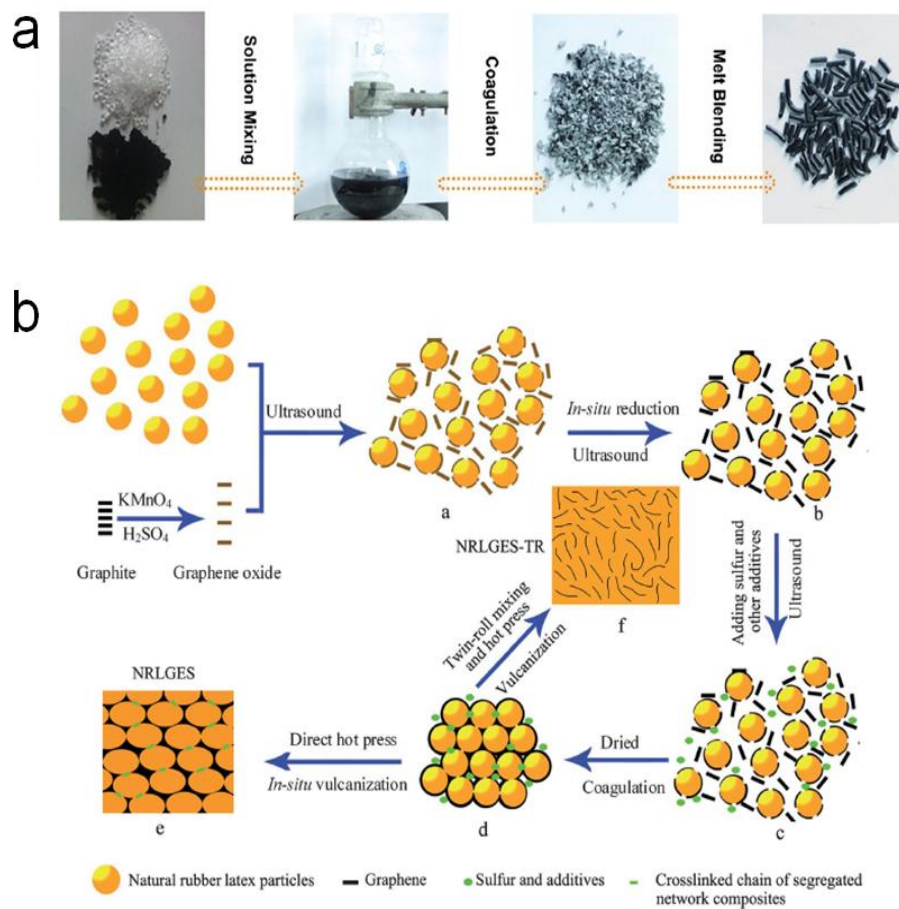 a
Solution Mixing
Coagulation
Melt Blending
b
Ultrasound
a
In-situ reduction
Ultrasound
b
KMnO4
H2SO4
Graphite
Graphene oxide
NRLGES-TR
f
Adding sulfur and
other additives
Ultrasound
Twin-roll mixing
and hot press
Vulcanization
NRLGES
e
Direct hot press
In-situ vulcanization
d
Dried
Coagulation
c
Natural rubber latex particles
Graphene
Sulfur and additives
Crosslinked chain of segregated
network composites